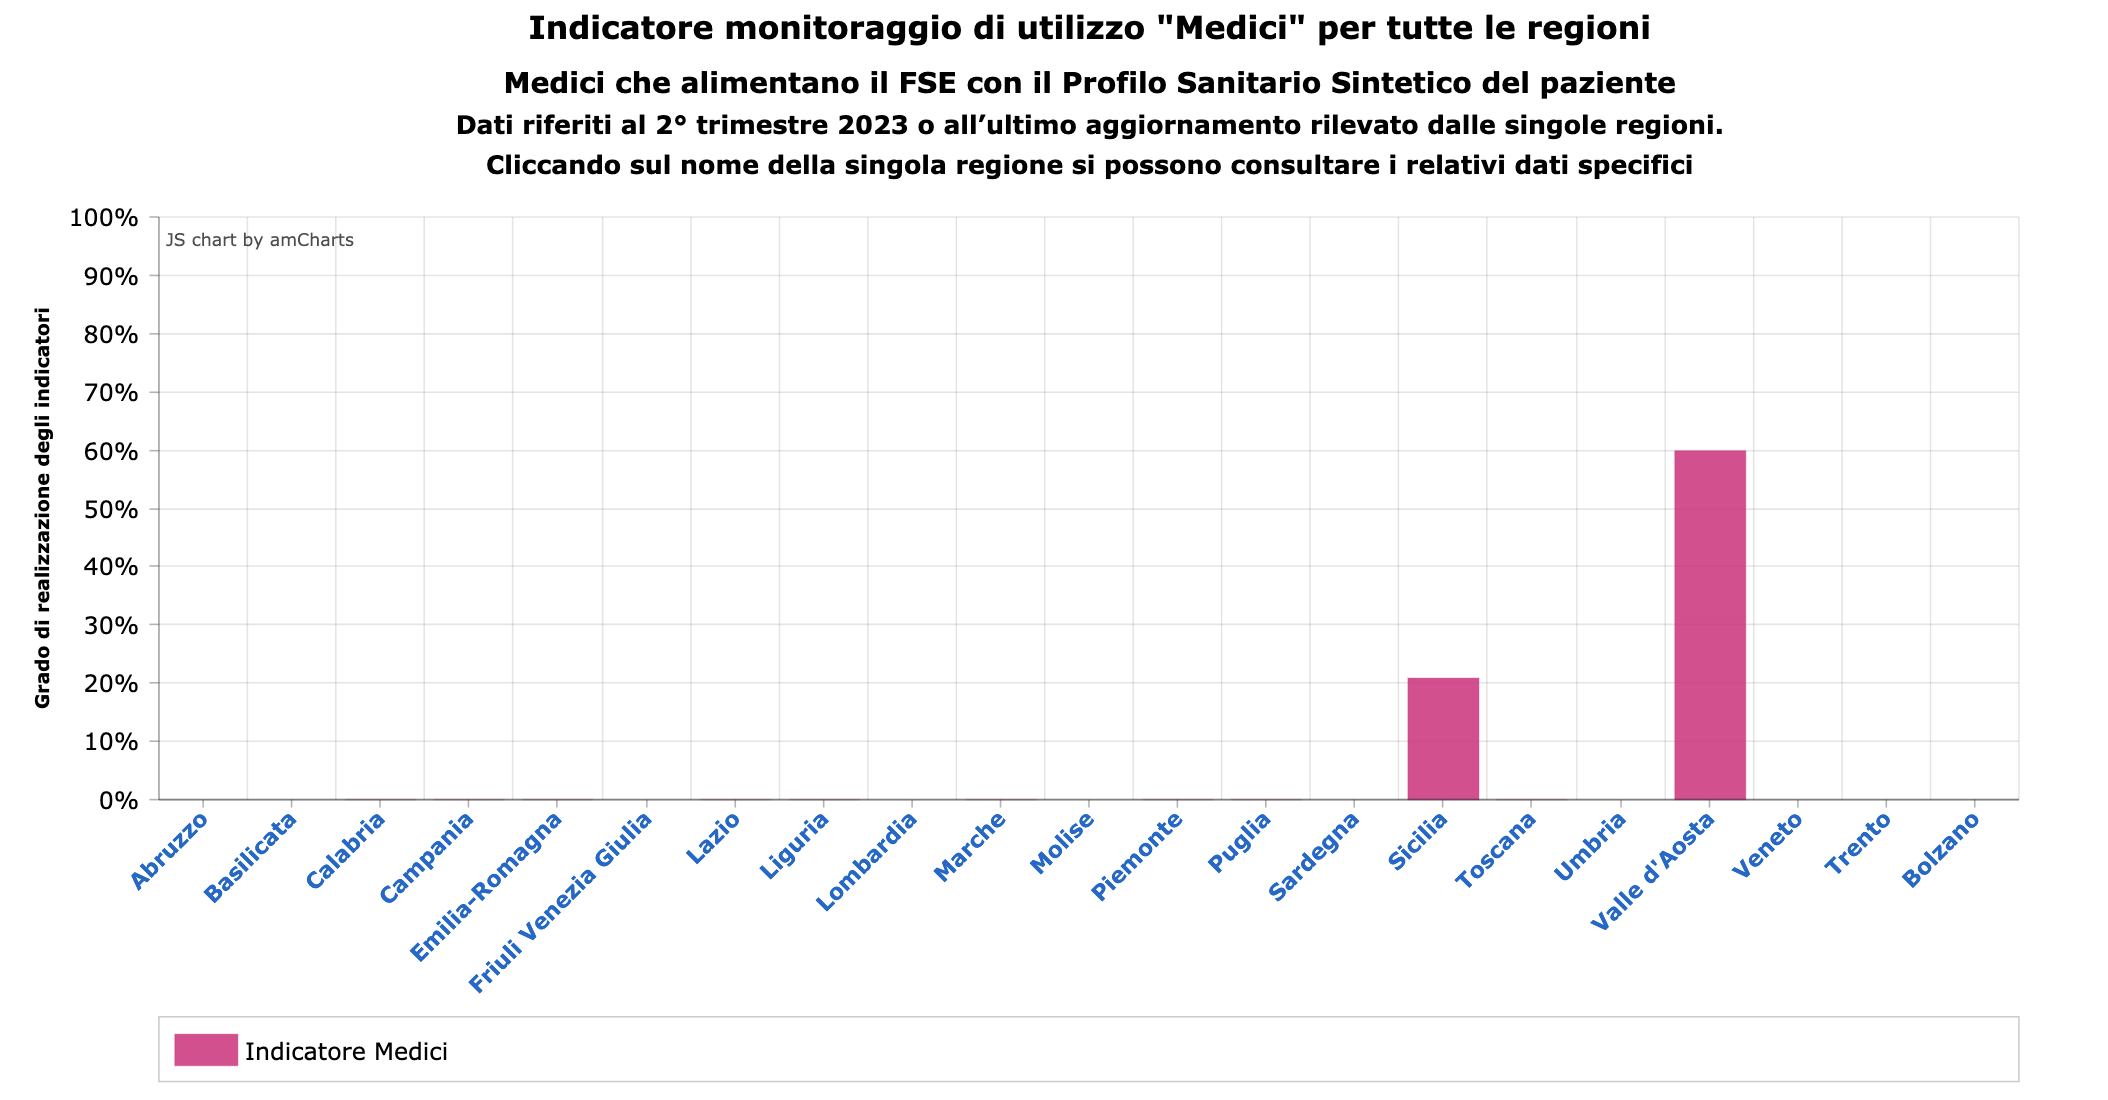 Indicatore monitoraggio di utilizzo "Medici" per tutte le regioni
Medici che alimentano il FSE con il Profilo Sanitario Sintetico del paziente
Dati riferiti al 2° trimestre 2023 o all’ultimo aggiornamento rilevato dalle singole regioni.
Cliccando sul nome della singola regione si possono consultare i relativi dati specifici
JS chart by amCharts
Grado di realizzazione degli indicatori
100%
90%
80%
70%
60%
50%
40%
30%
20%
10%
0%
Abruzzo
Basilicata
Calabria
Campania
Emilia-Romagna
Friuli Venezia Giulia
Lazio
Liguria
Lombardia
Marche
Molise
Piemonte
Puglia
Sardegna
Sicilia
Toscana
Umbria
Valle d'Aosta
Veneto
Trento
Bolzano
Indicatore Medici